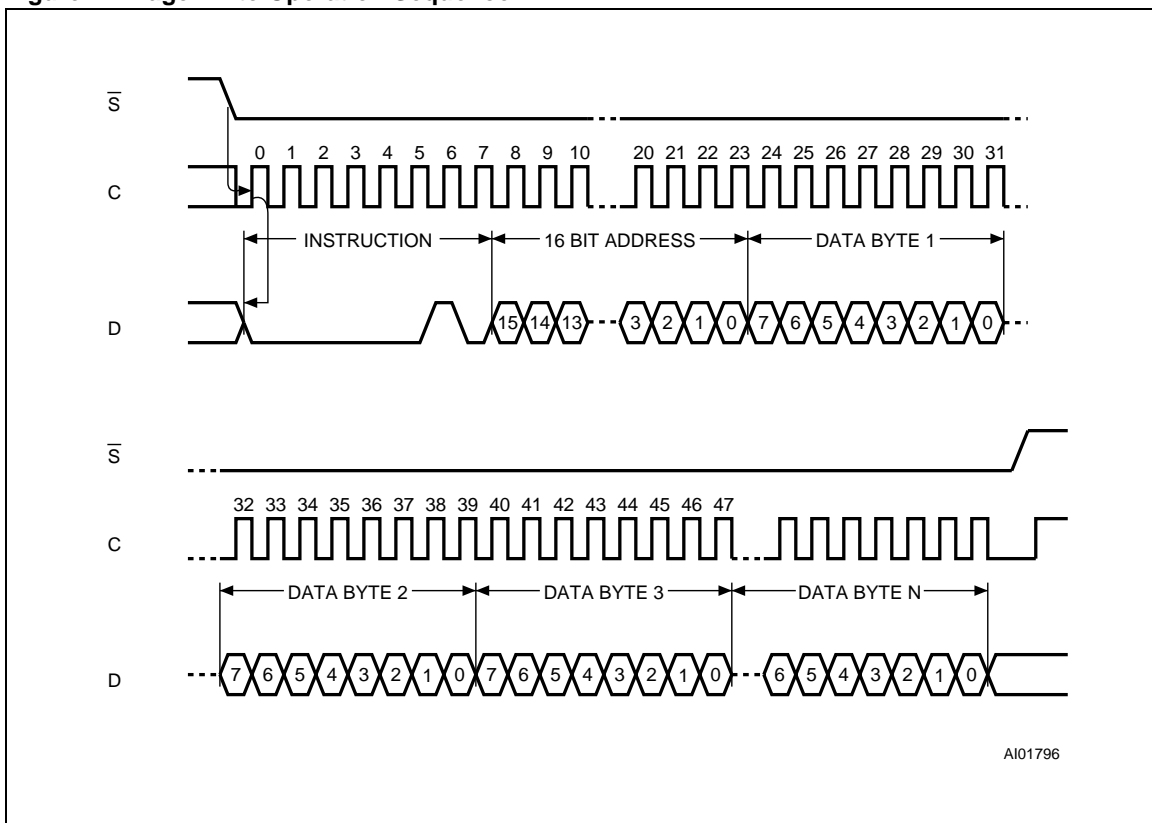 S
0 1 2 3 4 5 6 7 8 9 10 20 21 22 23 24 25 26 27 28 29 30 31
C
INSTRUCTION 16 BIT ADDRESS DATA BYTE 1
D 15 14 13 3 2 1 0 7 6 5 4 3 2 1 0
S
32 33 34 35 36 37 38 39 40 41 42 43 44 45 46 47
C
DATA BYTE 2 DATA BYTE 3 DATA BYTE N
D 7 6 5 4 3 2 1 0 7 6 5 4 3 2 1 0 6 5 4 3 2 1 0
AI01796